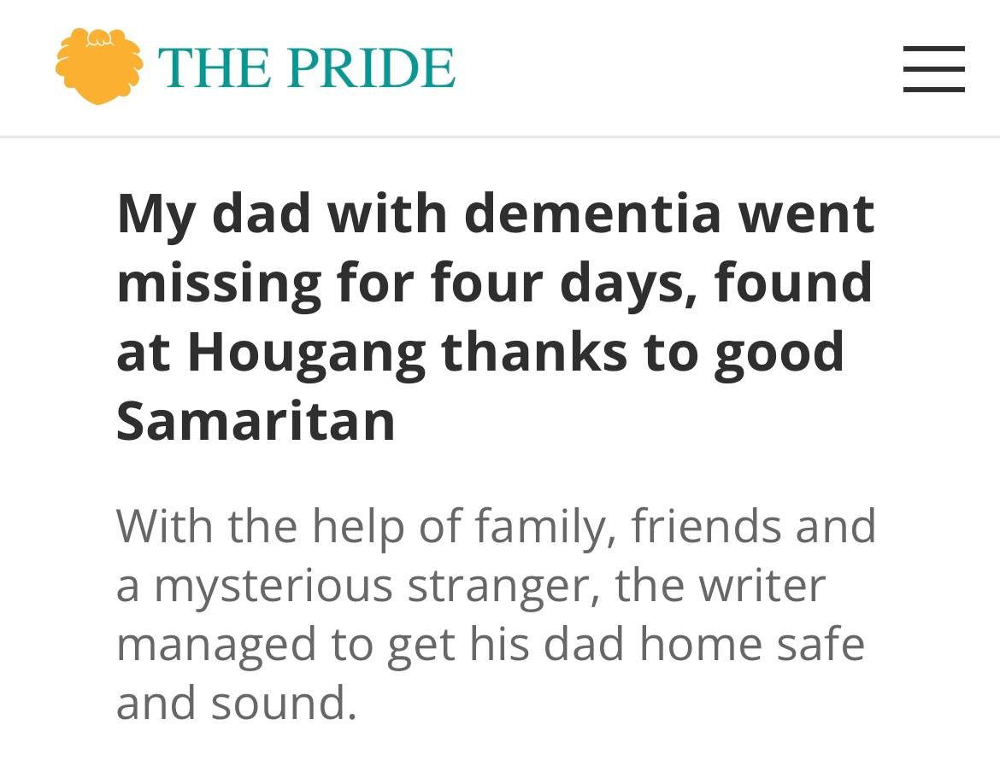 THE PRIDE
My dad with dementia went
missing for four days, found
at Hougang thanks to good
Samaritan
With the help of family, friends and
a mysterious stranger, the writer
managed to get his dad home safe
and sound.